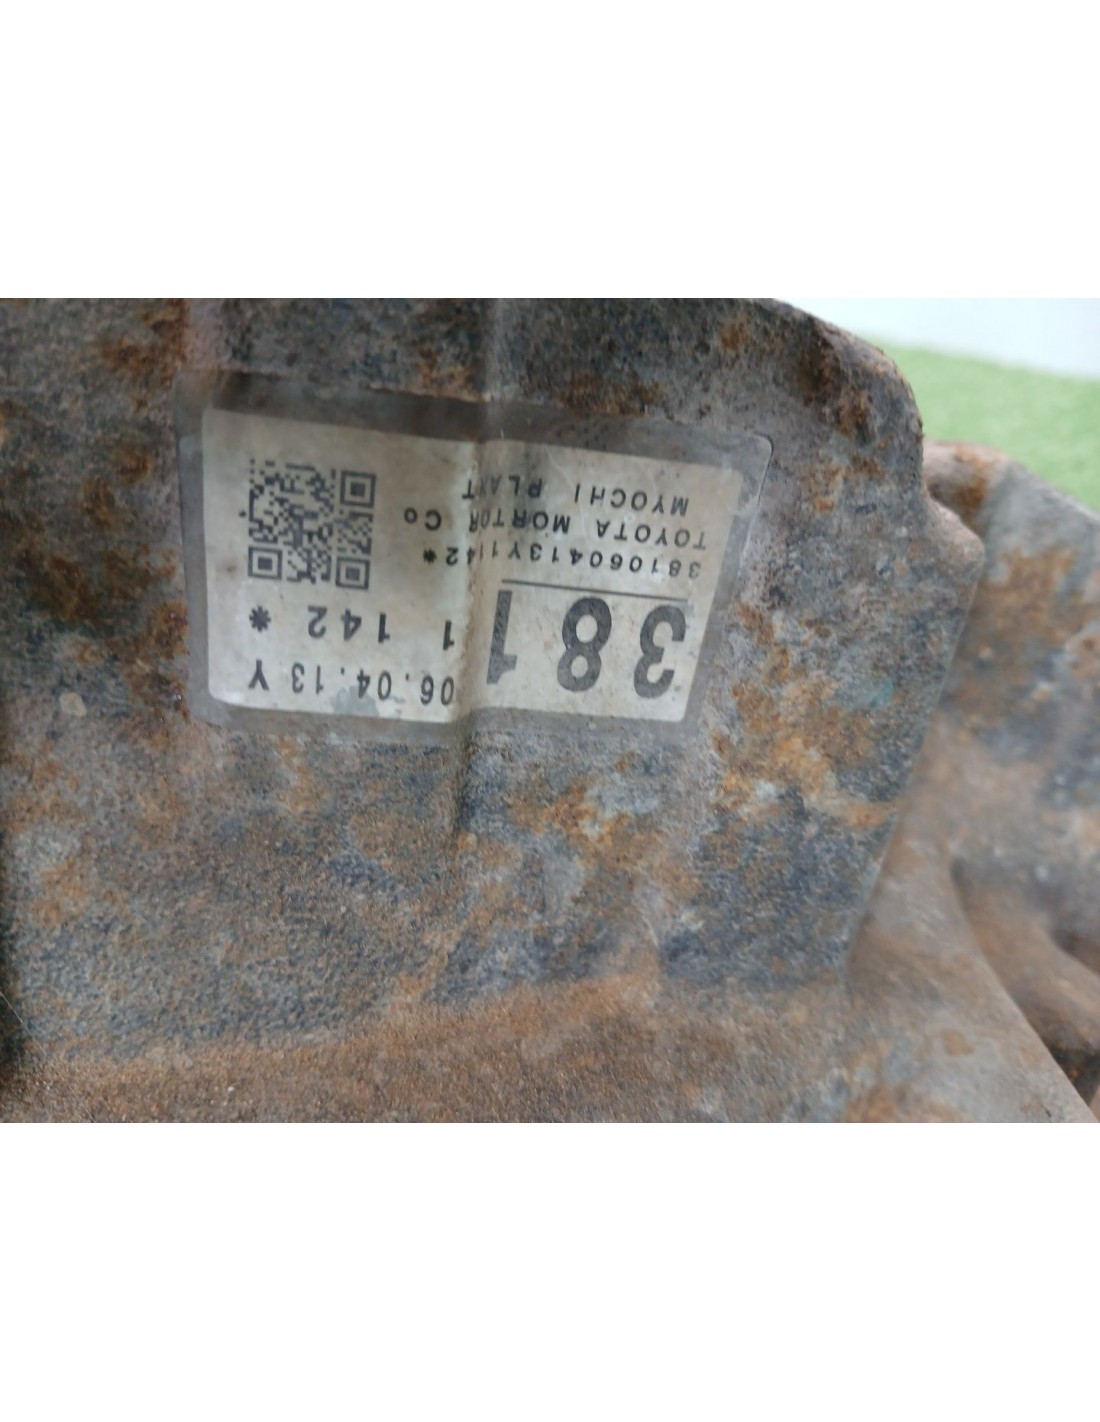 381 06.04.13 Y
1 142 *
381060413Y1142*
TOYOTA MORTOR Co
MYOCHI PLANT